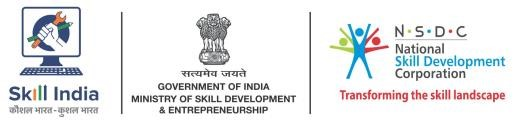 Skill India
कौशल भारत-कुशल भारत
सत्यमेव जयते
GOVERNMENT OF INDIA
MINISTRY OF SKILL DEVELOPMENT
& ENTREPRENEURSHIP
N·S·D·C
National
Skill Development
Corporation
Transforming the skill landscape